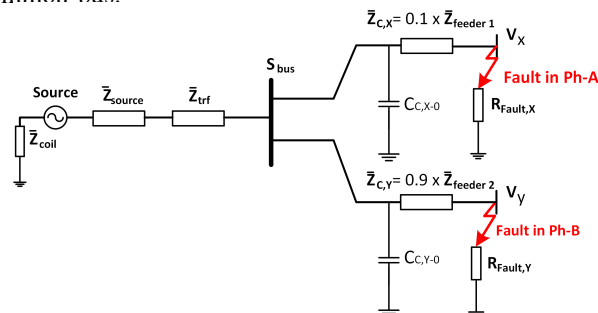 Z̄C,X= 0.1 x Z̄feeder 1
Vx
Sbus
Fault in Ph-A
Source
Z̄source
Z̄trf
CC,X-0
RFault,X
Z̄coil
Z̄C,Y= 0.9 x Z̄feeder 2
Vy
Fault in Ph-B
CC,Y-0
RFault,Y